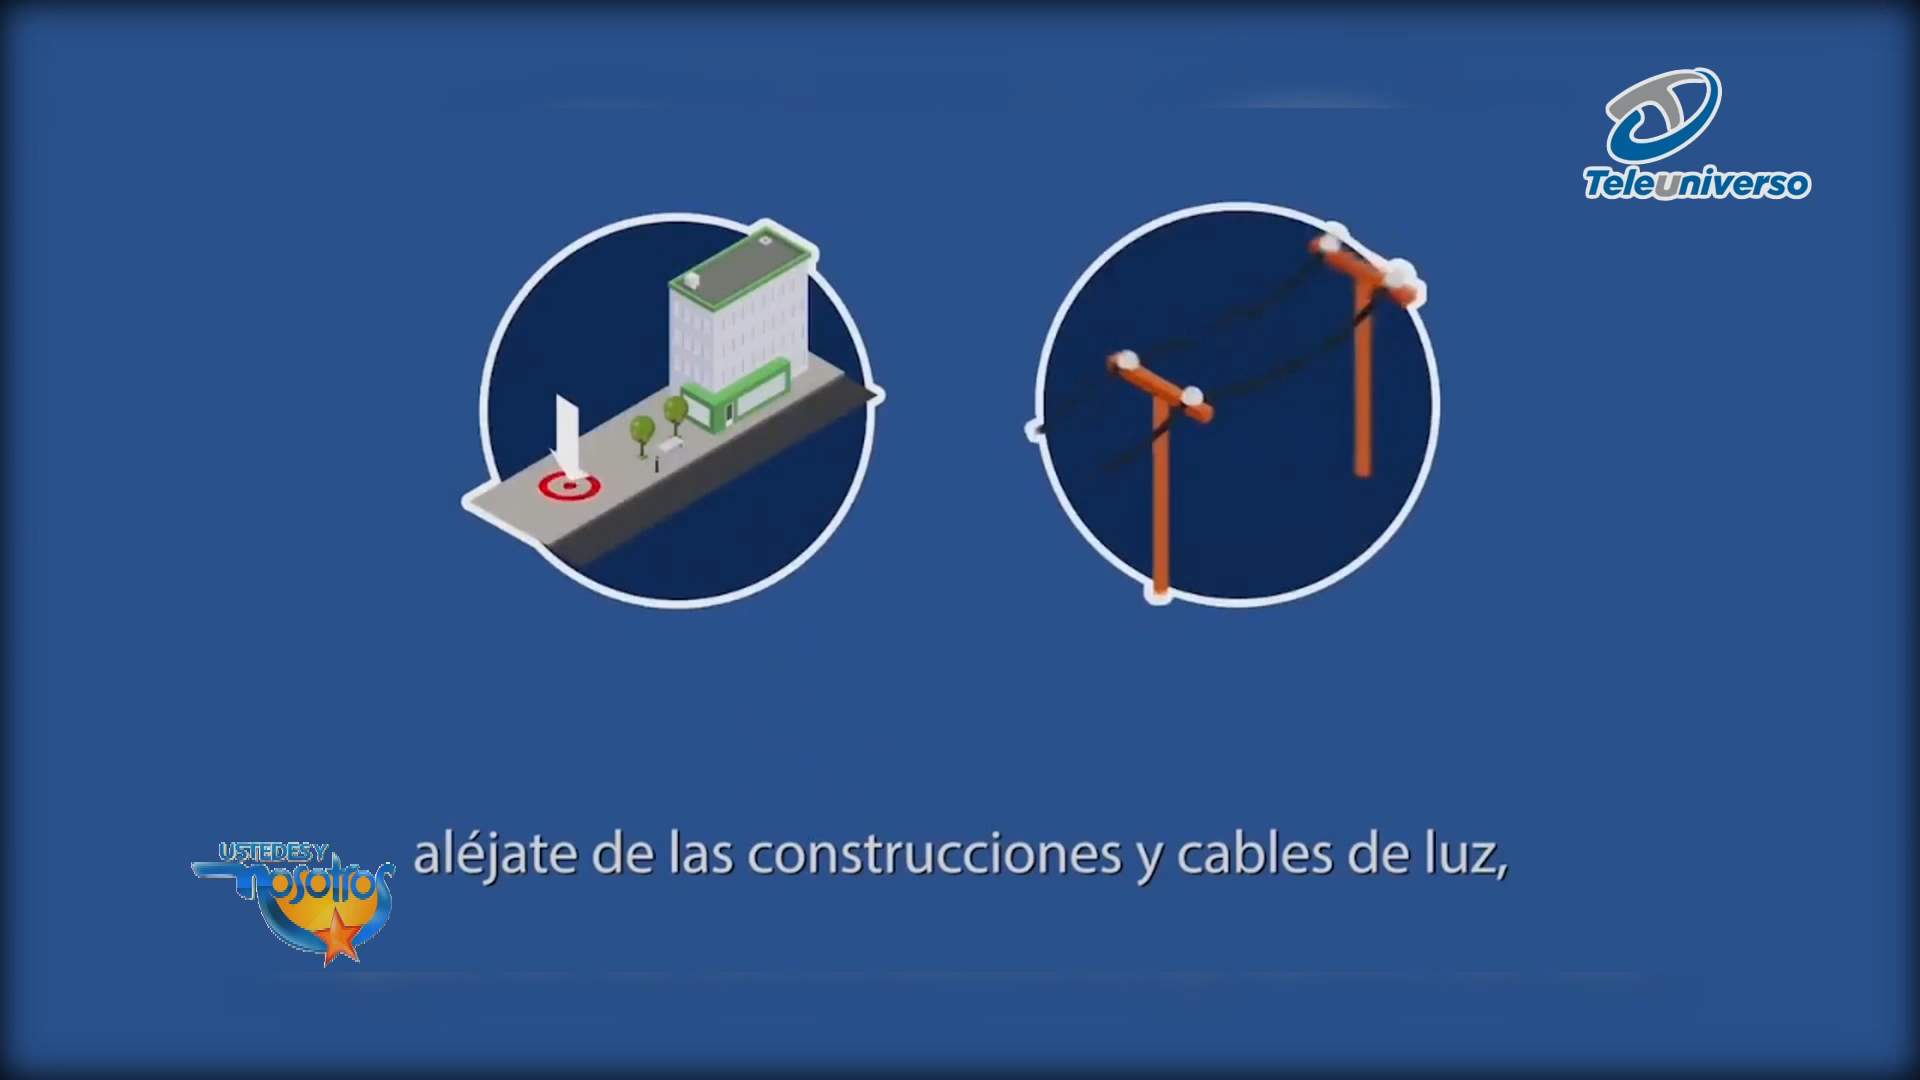 Teleuniverso
USTEDES Y
nosotros
aléjate de las construcciones y cables de luz,